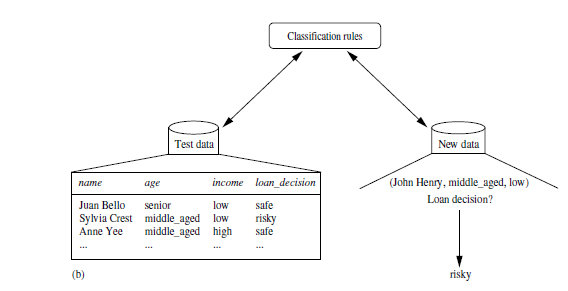 Classification rules
Test data
New data
name age income loan_decision
Juan Bello senior low safe
Sylvia Crest middle_aged low risky
Anne Yee middle_aged high safe
... ... ... ...
(John Henry, middle_aged, low)
Loan decision?
risky
(b)